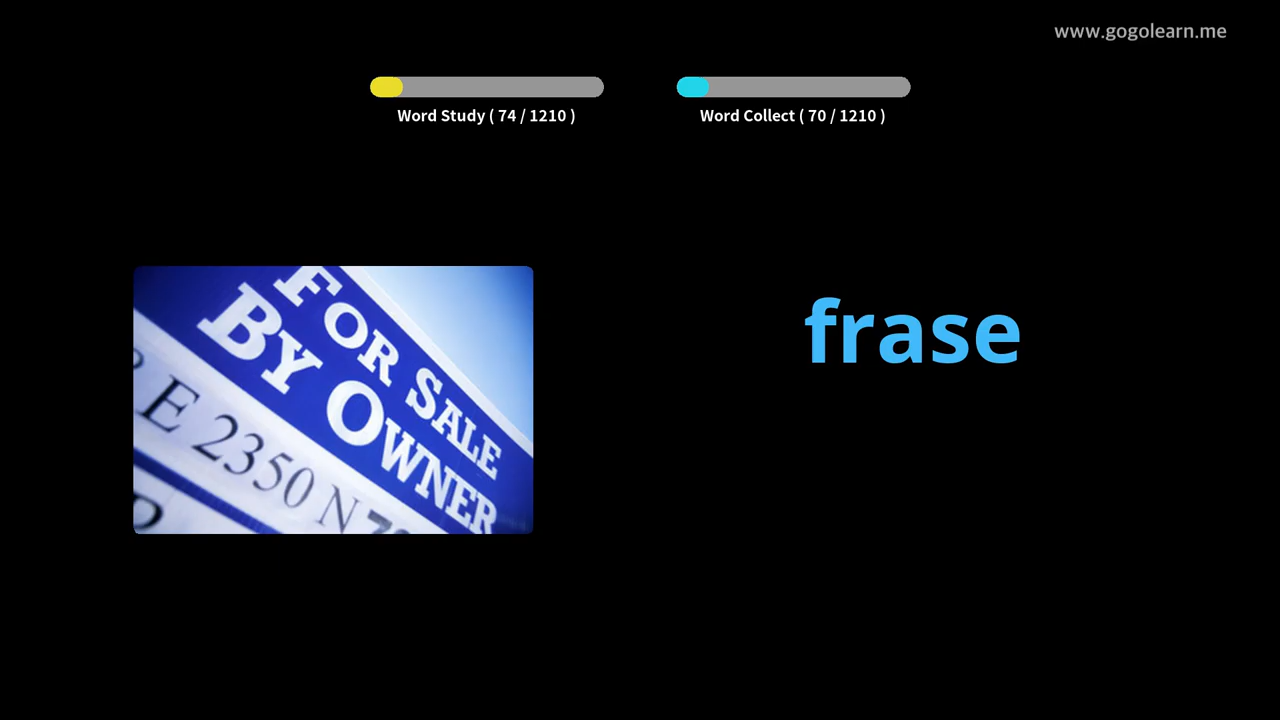 www.gogolearn.me
Word Study ( 74 / 1210 )
Word Collect ( 70 / 1210 )
FOR SALE
BY OWNER
E 2350 N
frase